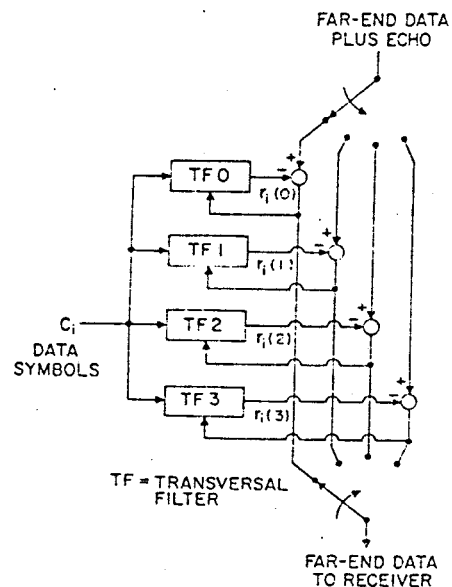 FAR-END DATA
PLUS ECHO
+
TF 0
−
r_i(0)
+
TF 1
−
r_i(1)
+
C_i
TF 2
−
r_i(2)
DATA
SYMBOLS
+
TF 3
−
r_i(3)
TF = TRANSVERSAL
FILTER
FAR-END DATA
TO RECEIVER